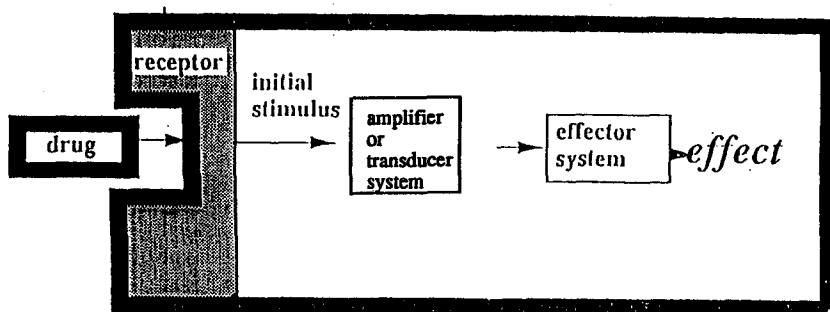 receptor
drug
initial
stimulus
amplifier
or
transducer
system
effector
system
effect